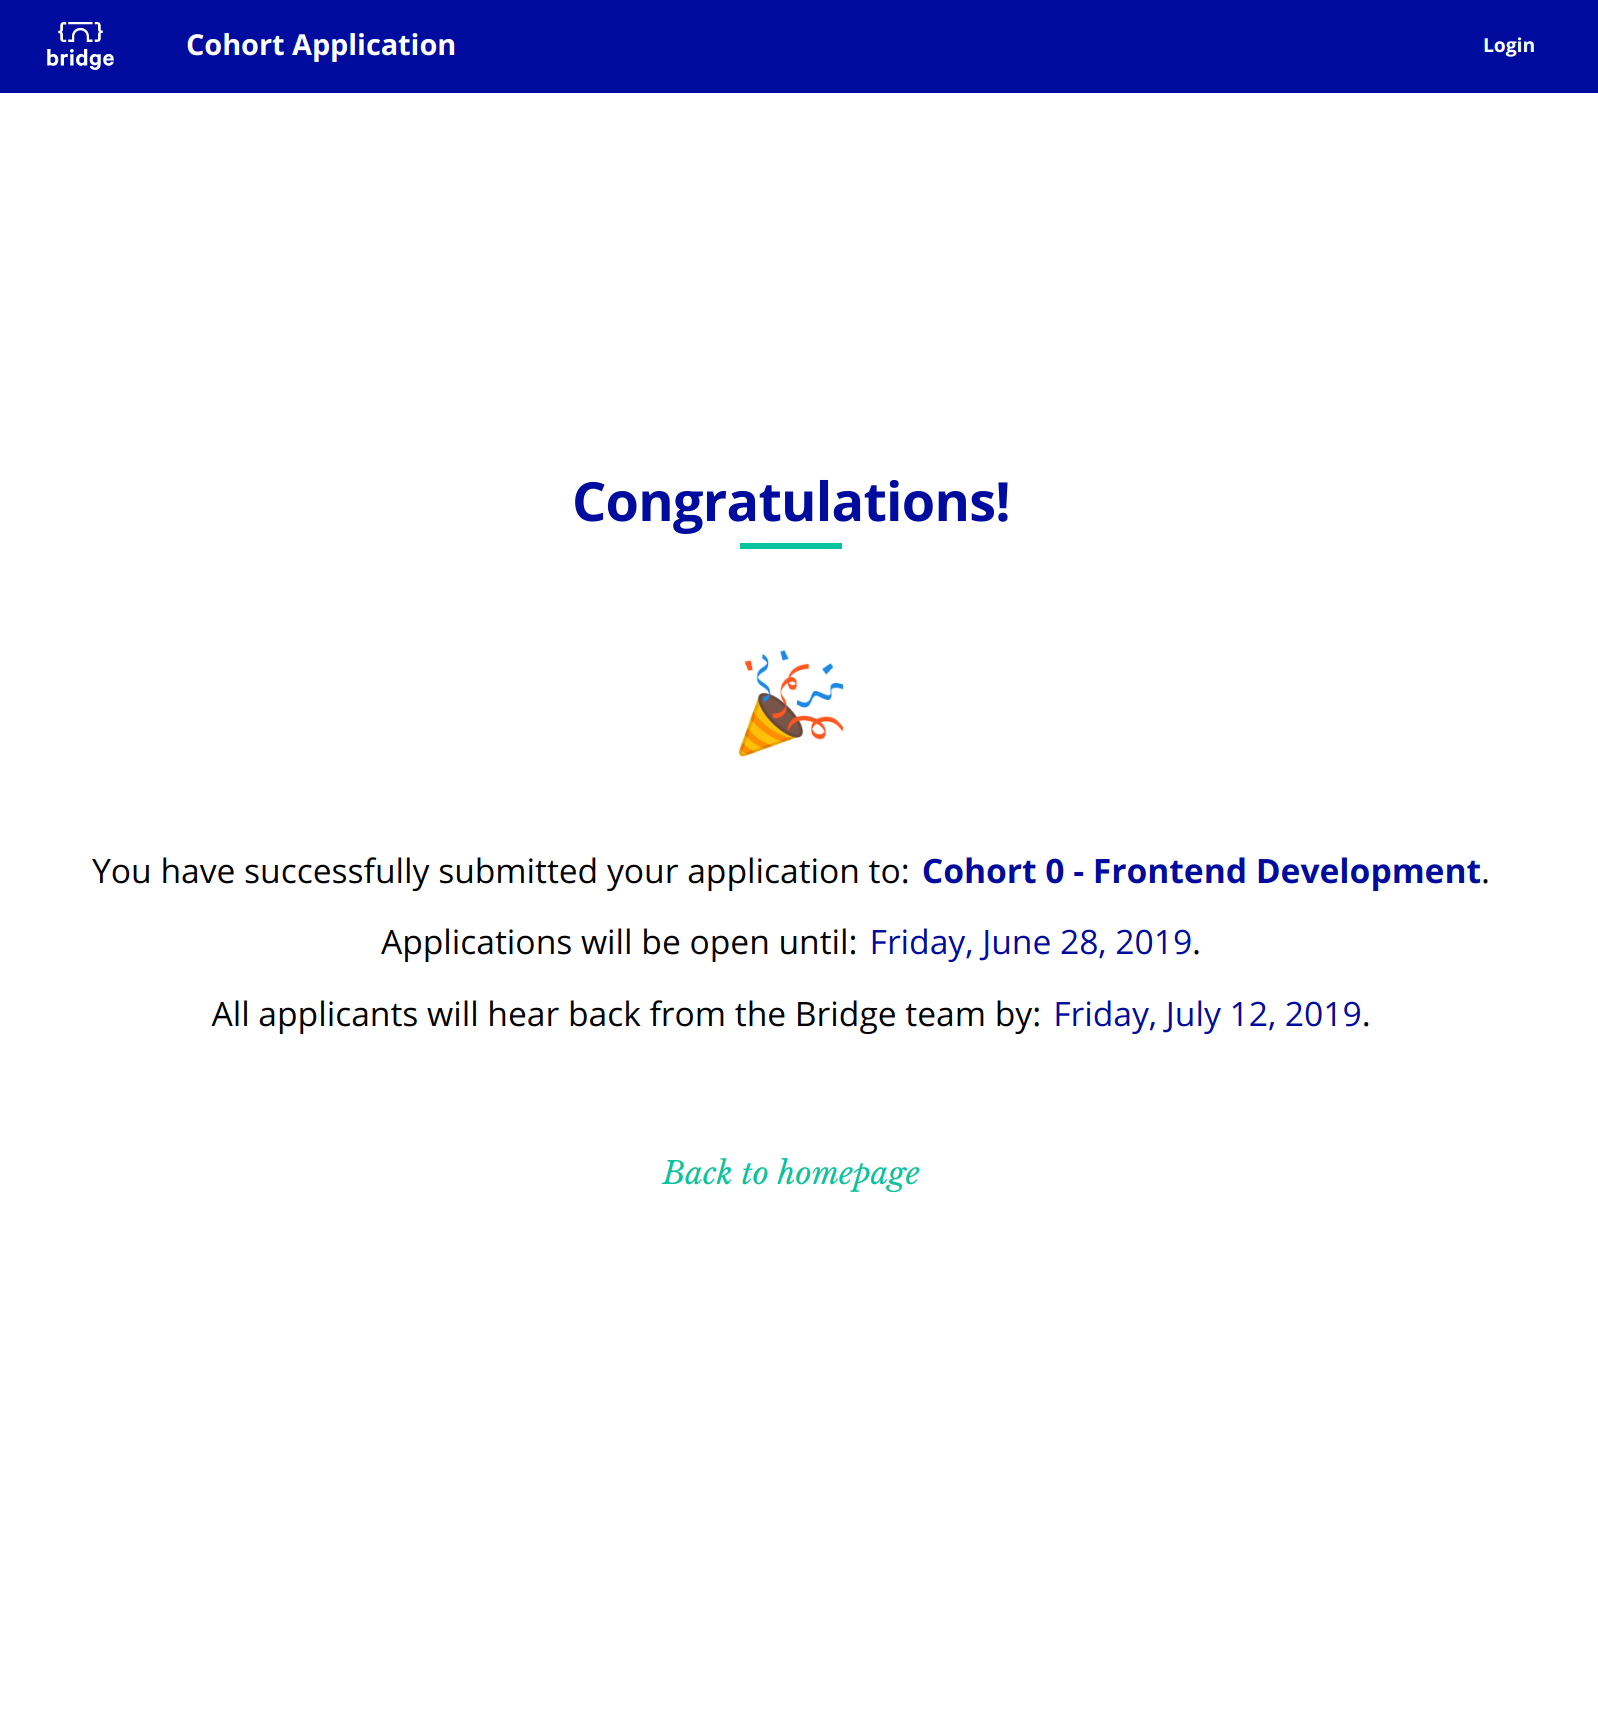 bridge
Cohort Application
Login
Congratulations!
You have successfully submitted your application to: Cohort 0 - Frontend Development.
Applications will be open until: Friday, June 28, 2019.
All applicants will hear back from the Bridge team by: Friday, July 12, 2019.
Back to homepage